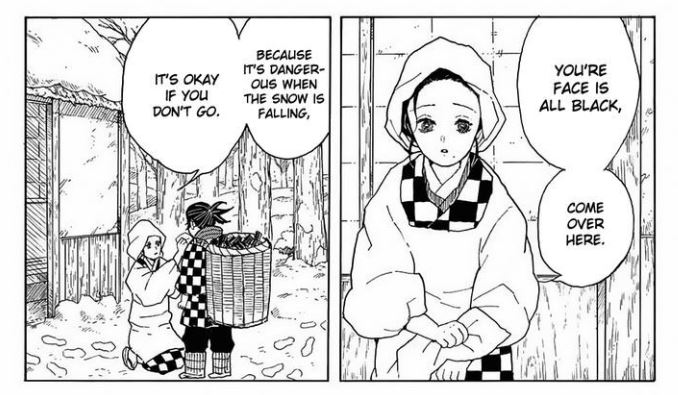 YOU'RE
FACE IS
ALL BLACK,
COME
OVER
HERE.
BECAUSE
IT'S DANGER-
OUS WHEN
THE SNOW IS
FALLING,
IT'S OKAY
IF YOU
DON'T GO.